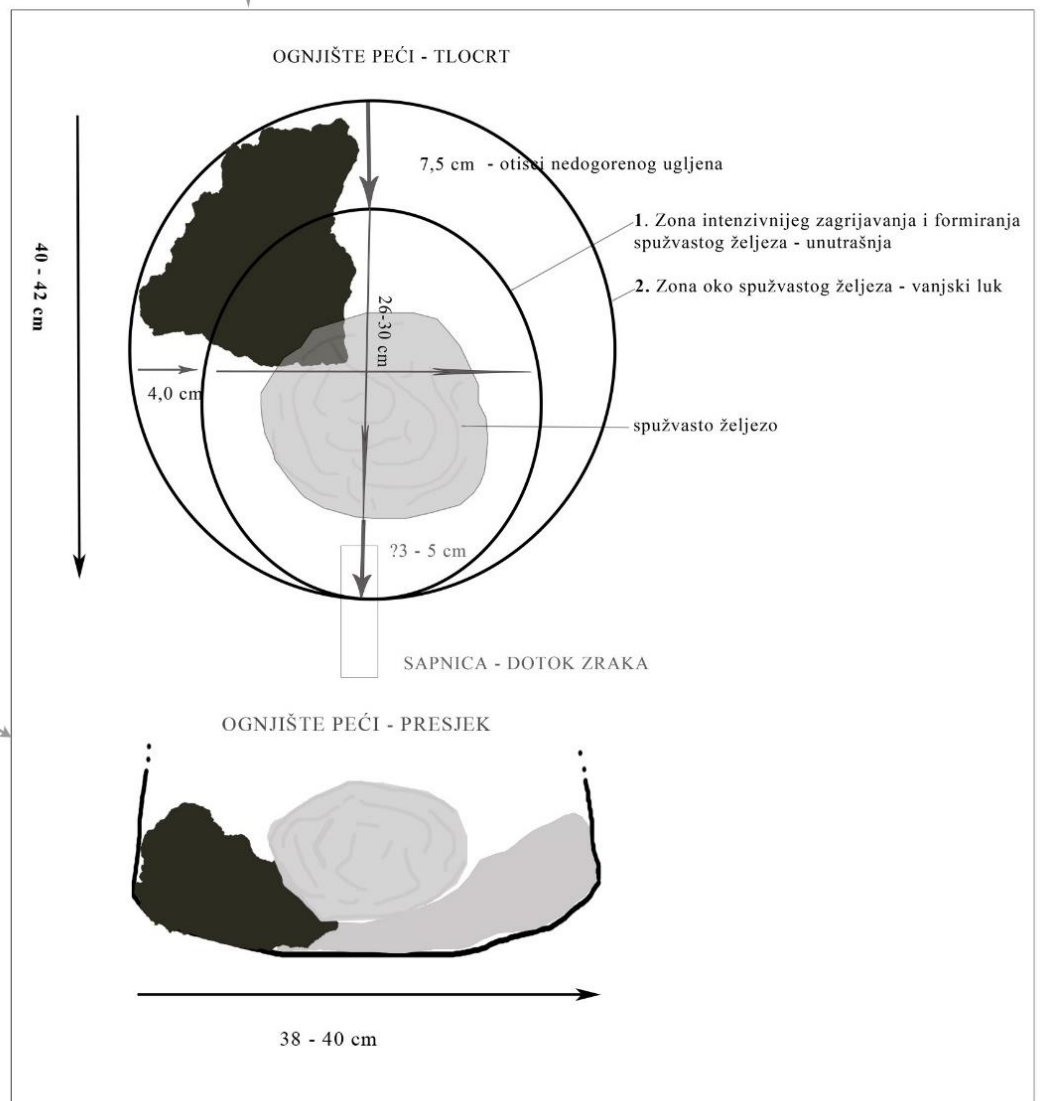 OGNJIŠTE PEĆI - TLOCRT
7,5 cm - otisci nedogorenog ugljena
1. Zona intenzivnijeg zagrijavanja i formiranja
spužvastog željeza - unutrašnja
2. Zona oko spužvastog željeza - vanjski luk
40 - 42 cm
26-30 cm
4,0 cm
spužvasto željezo
?3 - 5 cm
SAPNICA - DOTOK ZRAKA
OGNJIŠTE PEĆI - PRESJEK
38 - 40 cm